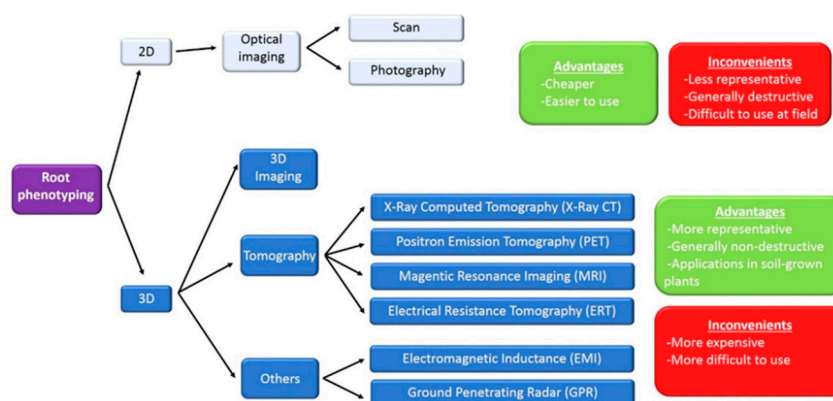 2D
Optical
imaging
Scan
Photography
Advantages
-Cheaper
-Easier to use
Inconvenients
-Less representative
-Generally destructive
-Difficult to use at field
Root
phenotyping
3D
3D
Imaging
Tomography
X-Ray Computed Tomography (X-Ray CT)
Positron Emission Tomography (PET)
Magentic Resonance Imaging (MRI)
Electrical Resistance Tomography (ERT)
Others
Electromagnetic Inductance (EMI)
Ground Penetrating Radar (GPR)
Advantages
-More representative
-Generally non-destructive
-Applications in soil-grown
plants
Inconvenients
-More expensive
-More difficult to use